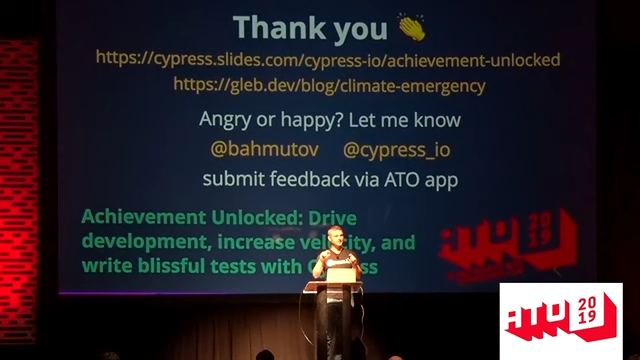 Thank you 👏
https://cypress.slides.com/cypress-io/achievement-unlocked
https://gleb.dev/blog/climate-emergency
Angry or happy? Let me know
@bahmutov @cypress_io
submit feedback via ATO app
Achievement Unlocked: Drive
development, increase velocity, and
write blissful tests with
ATO 2019
ATO 2019